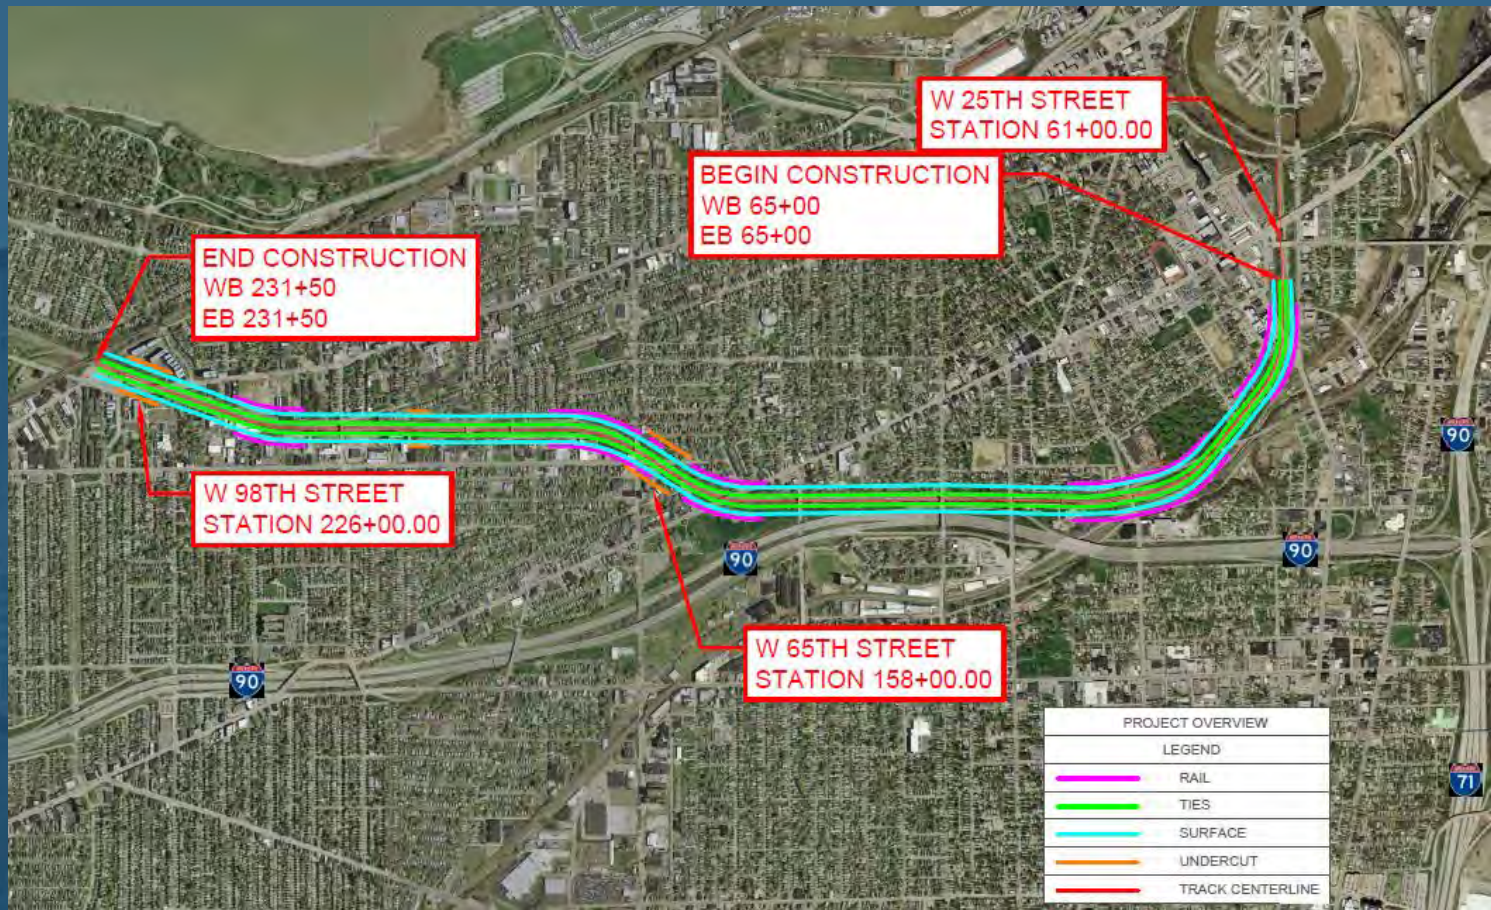 W 25TH STREET
STATION 61+00.00
BEGIN CONSTRUCTION
WB 65+00
EB 65+00
END CONSTRUCTION
WB 231+50
EB 231+50
W 98TH STREET
STATION 226+00.00
90
90
90
90
W 65TH STREET
STATION 158+00.00
71
PROJECT OVERVIEW
LEGEND
RAIL
TIES
SURFACE
UNDERCUT
TRACK CENTERLINE